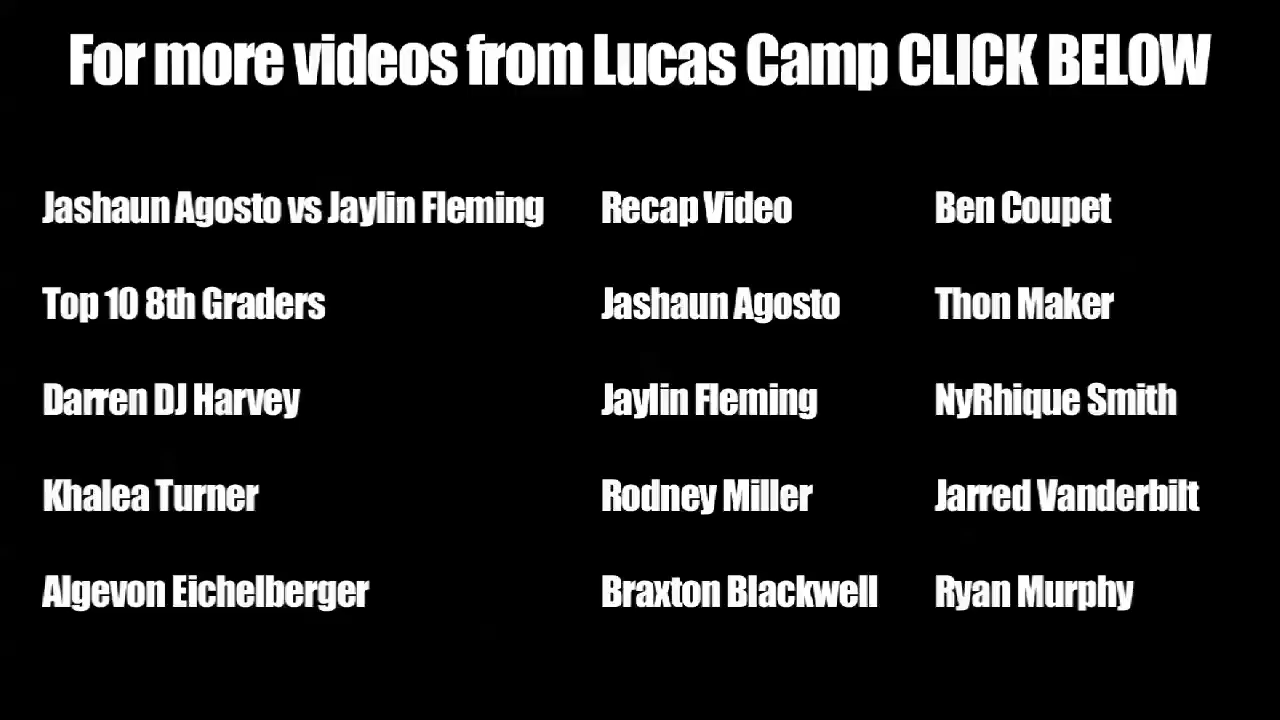 For more videos from Lucas Camp CLICK BELOW
Jashaun Agosto vs Jaylin Fleming
Recap Video
Ben Coupet
Top 10 8th Graders
Jashaun Agosto
Thon Maker
Darren DJ Harvey
Jaylin Fleming
NyRhique Smith
Khalea Turner
Rodney Miller
Jarred Vanderbilt
Algevon Eichelberger
Braxton Blackwell
Ryan Murphy